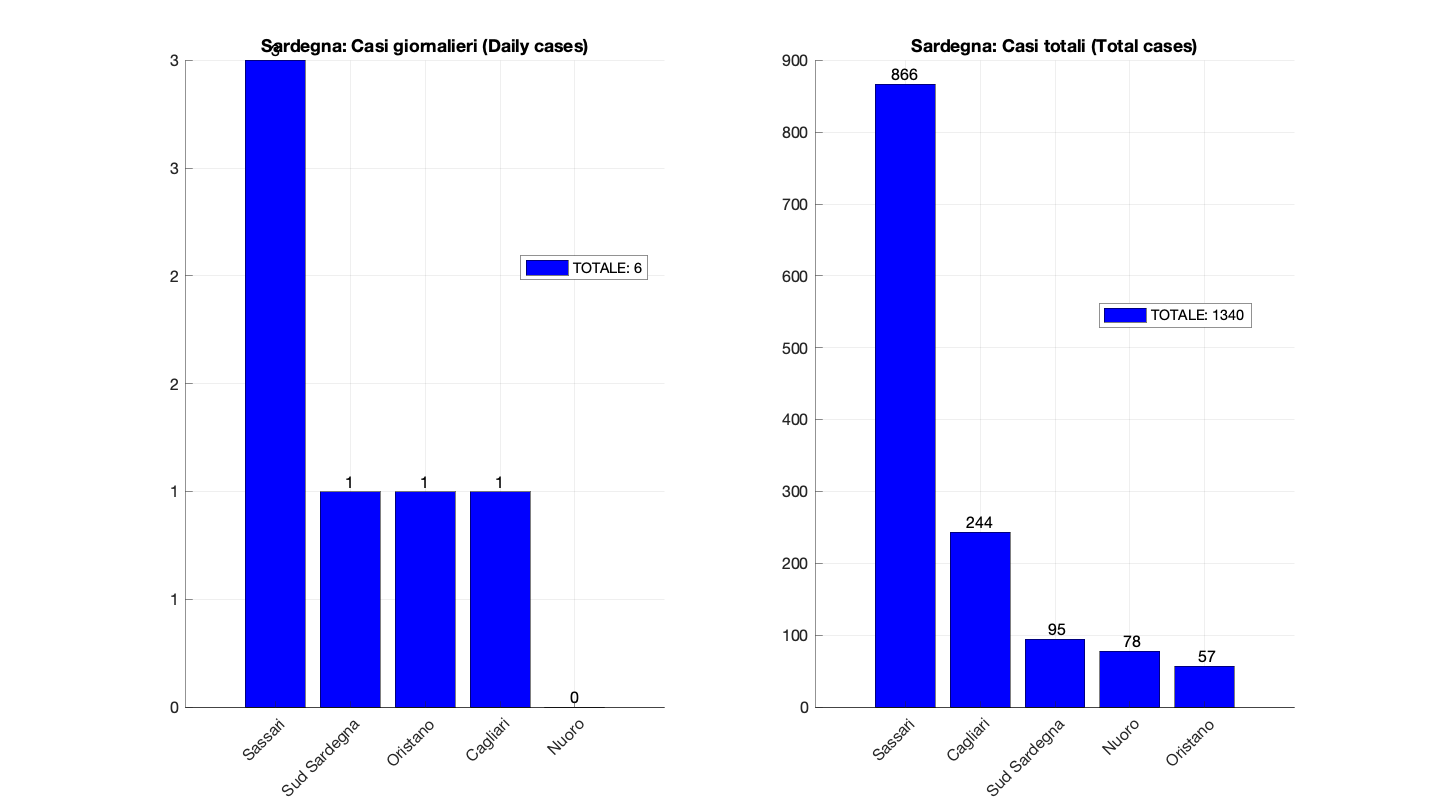 Sardegna: Casi giornalieri (Daily cases)
3
3
3
2
2
1
1
0
1
1
1
0
TOTALE: 6
Sassari
Sud Sardegna
Oristano
Cagliari
Nuoro
Sardegna: Casi totali (Total cases)
900
800
700
600
500
400
300
200
100
0
866
244
95
78
57
TOTALE: 1340
Sassari
Cagliari
Sud Sardegna
Nuoro
Oristano